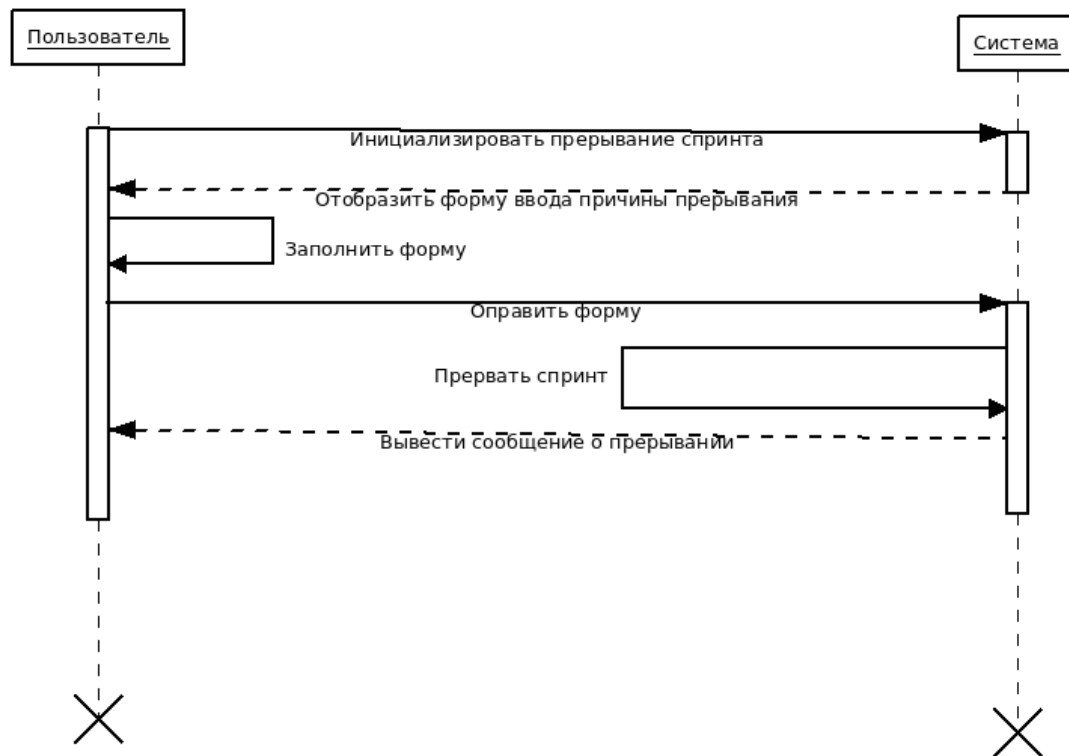 Пользователь
Система
Инициализировать прерывание спринта
Отобразить форму ввода причины прерывания
Заполнить форму
Оправить форму
Прервать спринт
Вывести сообщение о прерывании